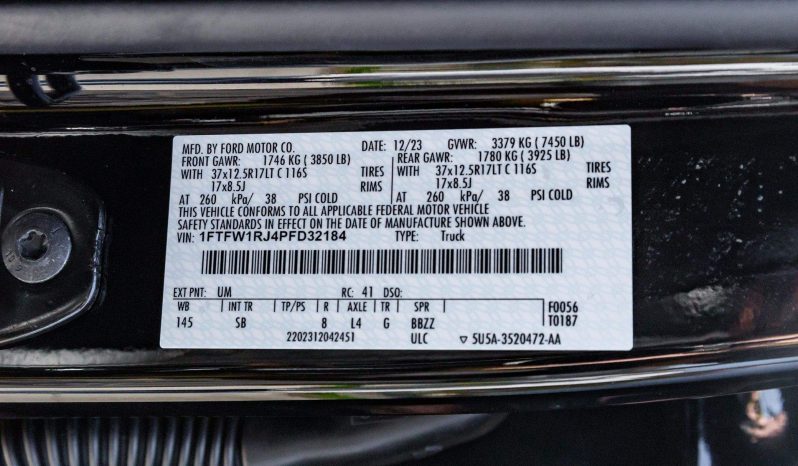 MFD. BY FORD MOTOR CO. DATE: 12/23 GVWR: 3379 KG ( 7450 LB)
FRONT GAWR: 1746 KG ( 3850 LB) REAR GAWR: 1780 KG ( 3925 LB)
WITH 37x12.5R17LT C 116S TIRES WITH 37x12.5R17LT C 116S TIRES
17x8.5J RIMS 17x8.5J RIMS
AT 260 kPa/ 38 PSI COLD AT 260 kPa/ 38 PSI COLD
THIS VEHICLE CONFORMS TO ALL APPLICABLE FEDERAL MOTOR VEHICLE
SAFETY STANDARDS IN EFFECT ON THE DATE OF MANUFACTURE SHOWN ABOVE.
VIN: 1FTFW1RJ4PFD32184 TYPE: Truck
EXT PNT: UM RC: 41 DSO:
WB INT TR TP/PS R AXLE TR SPR F0056
T0187
145 SB 8 L4 G BBZZ
2202312042451 ULC ▽ 5U5A-3520472-AA